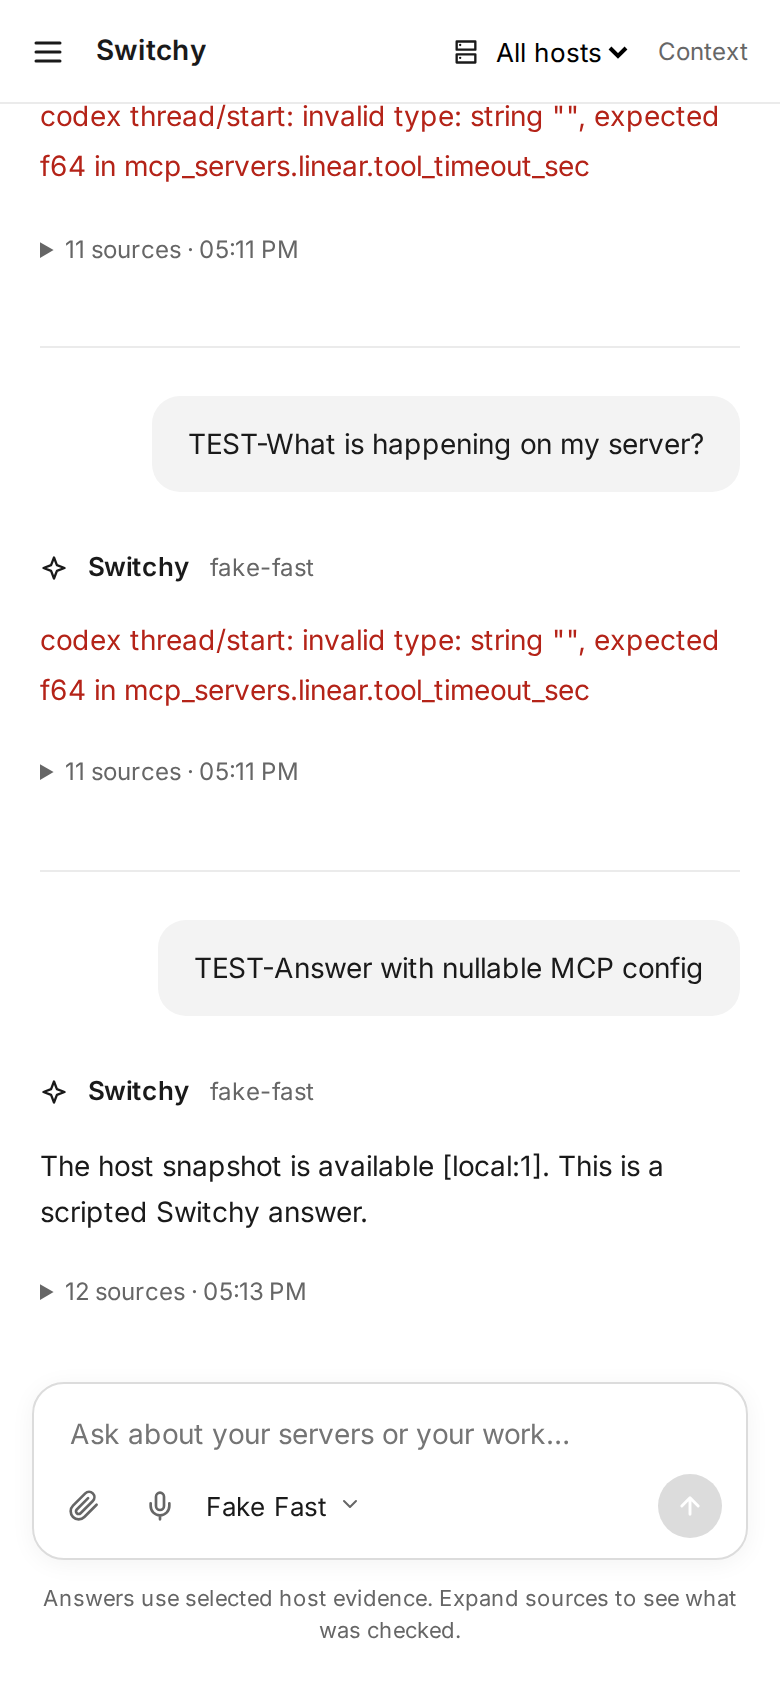 Switchy
All hosts
Context
codex thread/start: invalid type: string "", expected
f64 in mcp_servers.linear.tool_timeout_sec
11 sources · 05:11 PM
TEST-What is happening on my server?
Switchy fake-fast
codex thread/start: invalid type: string "", expected
f64 in mcp_servers.linear.tool_timeout_sec
11 sources · 05:11 PM
TEST-Answer with nullable MCP config
Switchy fake-fast
The host snapshot is available [local:1]. This is a
scripted Switchy answer.
12 sources · 05:13 PM
Ask about your servers or your work...
Fake Fast
Answers use selected host evidence. Expand sources to see what
was checked.